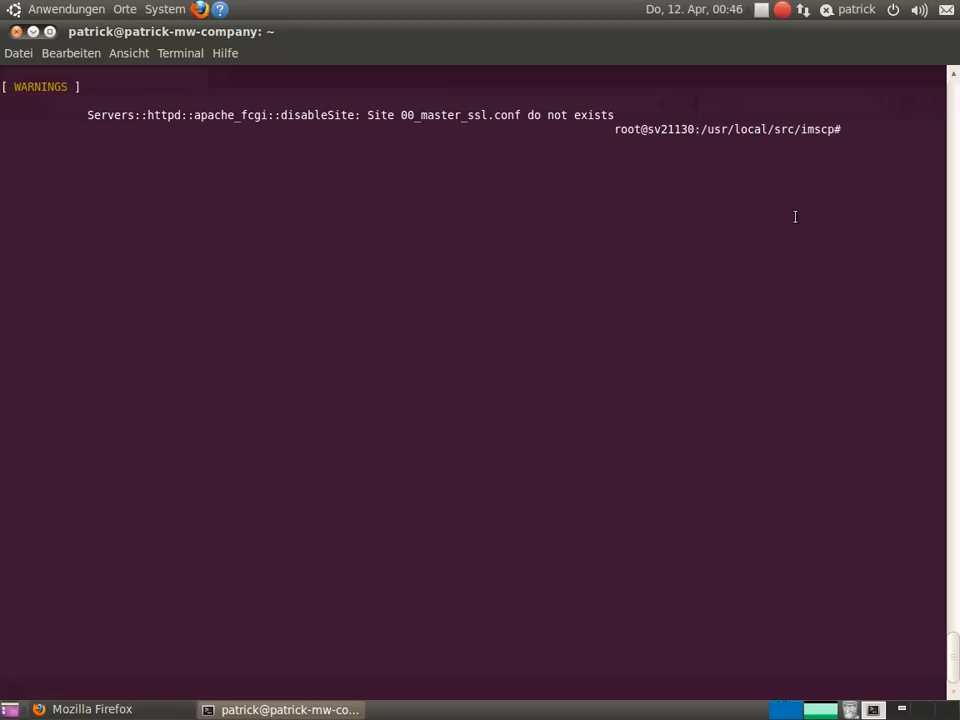 Anwendungen Orte System Do, 12. Apr, 00:46 patrick
patrick@patrick-mw-company: ~
Datei Bearbeiten Ansicht Terminal Hilfe
[ WARNINGS ]
Servers::httpd::apache_fcgi::disableSite: Site 00_master_ssl.conf do not exists
root@sv21130:/usr/local/src/imscp#
Mozilla Firefox patrick@patrick-mw-co...